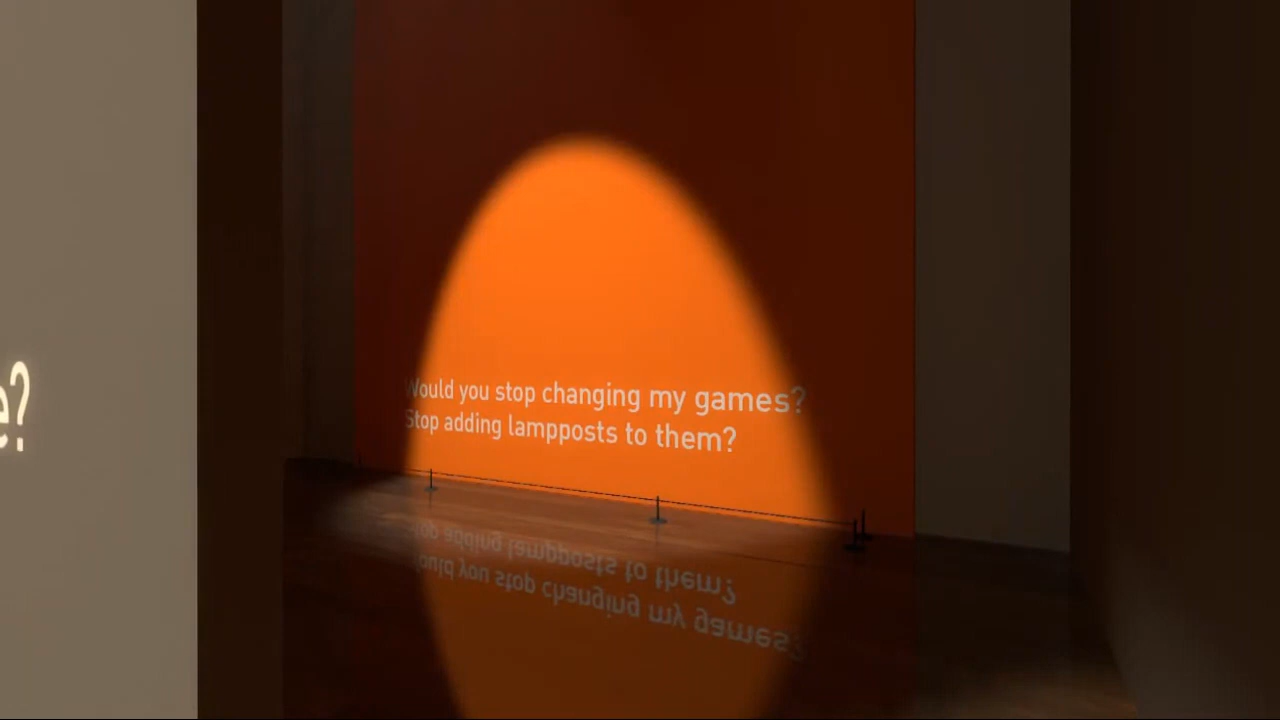 e?
Would you stop changing my games?
Stop adding lampposts to them?